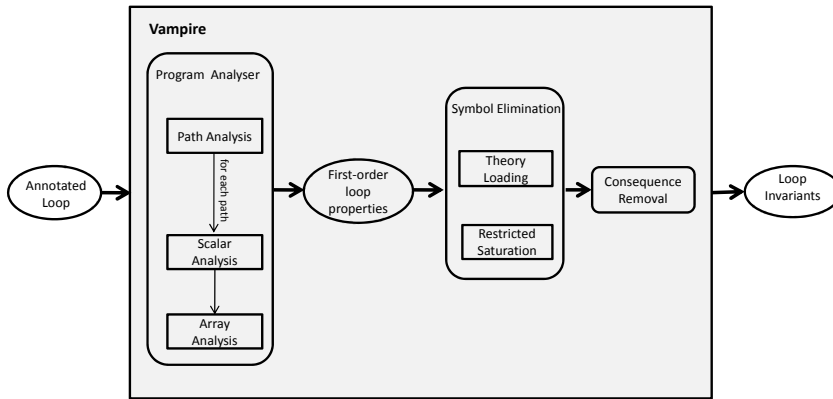 Vampire
Program Analyser
Path Analysis
for each path
Scalar
Analysis
Array
Analysis
Annotated
Loop
First-order
loop
properties
Symbol Elimination
Theory
Loading
Restricted
Saturation
Consequence
Removal
Loop
Invariants